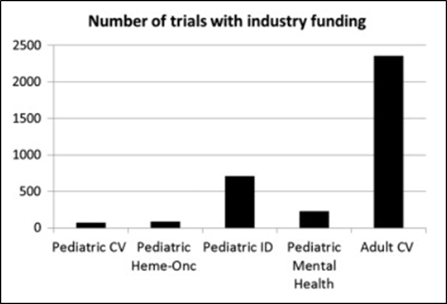 Number of trials with industry funding
2500
2000
1500
1000
500
0
Pediatric CV
Pediatric
Heme-Onc
Pediatric ID
Pediatric
Mental
Health
Adult CV